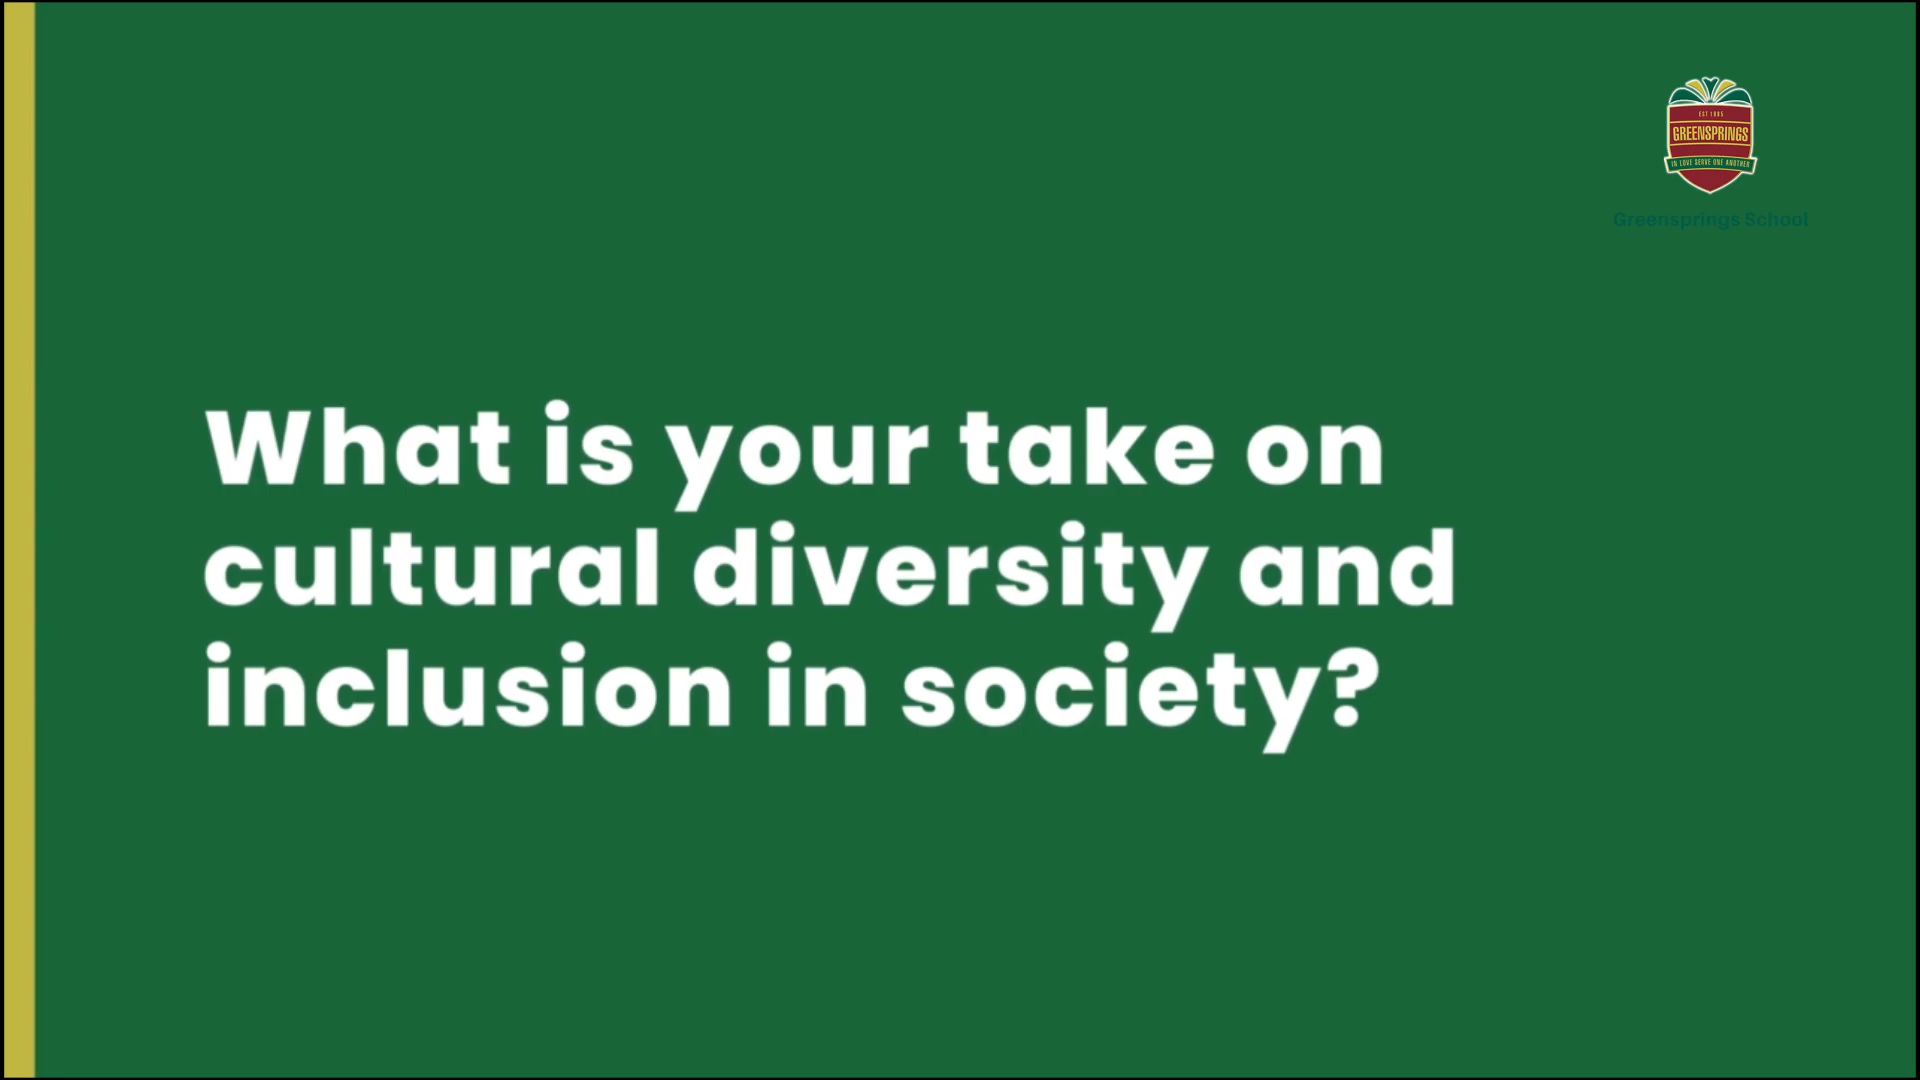 EST 1985
GREENSPRINGS
IN LOVE SERVE ONE ANOTHER
Greensprings School
What is your take on
cultural diversity and
inclusion in society?